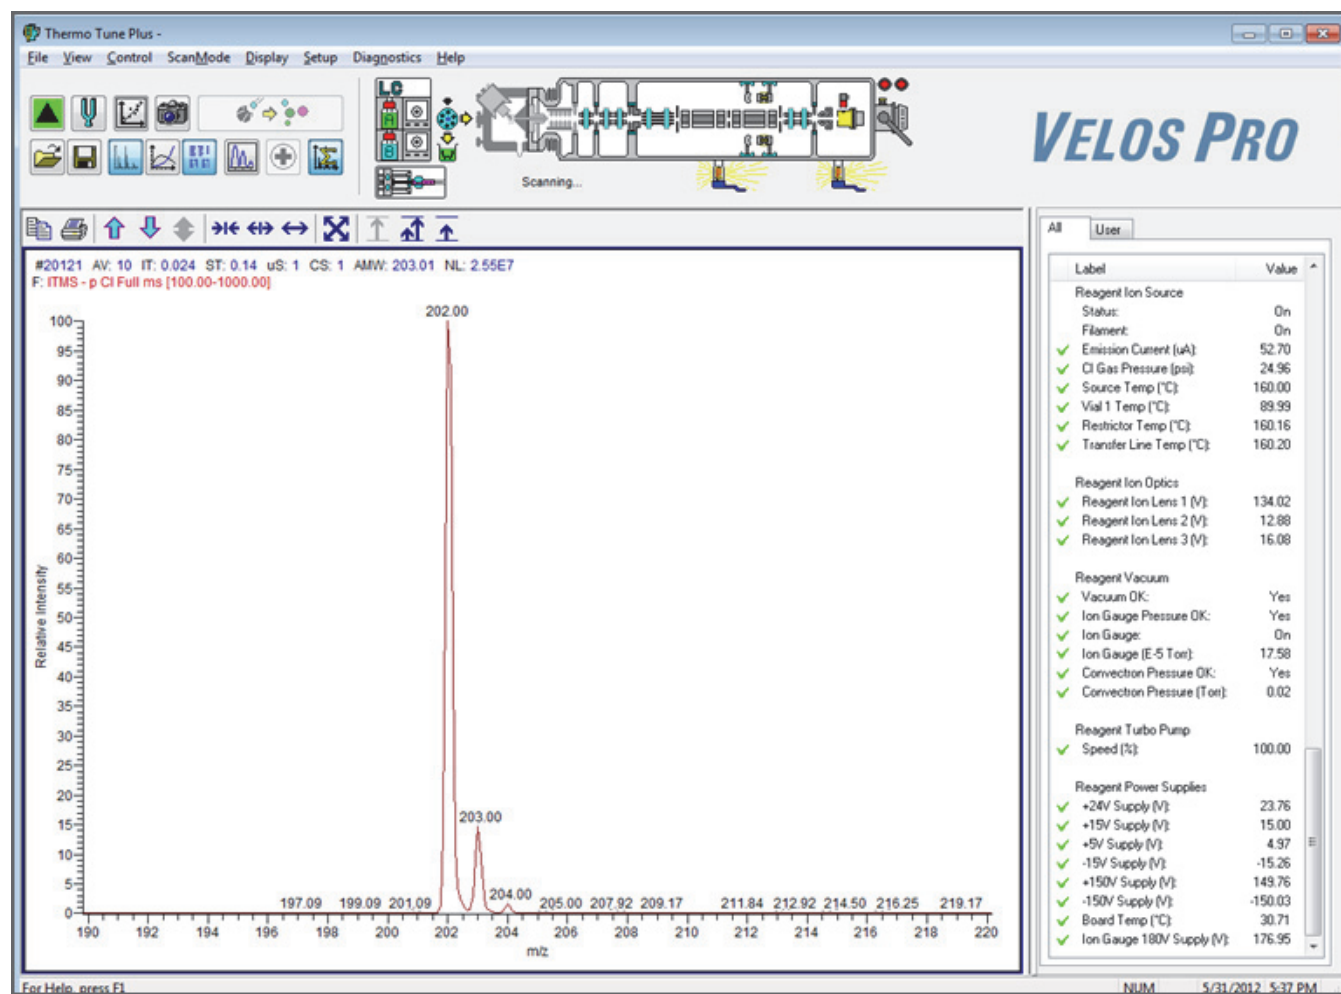 Thermo Tune Plus -
File View Control ScanMode Display Setup Diagnostics Help
LC
A
B
Scanning...
VELOS PRO
#20121 AV: 10 IT: 0.024 ST: 0.14 uS: 1 CS: 1 AMW: 203.01 NL: 2.55E7
F: ITMS - p CI Full ms [100.00-1000.00]
202.00
203.00
204.00
197.09 199.09 201.09 205.00 207.92 209.17 211.84 212.92 214.50 216.25 219.17
100
95
90
85
80
75
70
65
60
55
50
45
40
35
30
25
20
15
10
5
0
Relative Intensity
190 192 194 196 198 200 202 204 206 208 210 212 214 216 218 220
m/z
All User
Label Value
Reagent Ion Source
Status: On
Filament: On
Emission Current (uA): 52.70
CI Gas Pressure (psi): 24.96
Source Temp (°C): 160.00
Vial 1 Temp (°C): 89.99
Restrictor Temp (°C): 160.16
Transfer Line Temp (°C): 160.20
Reagent Ion Optics
Reagent Ion Lens 1 (V): 134.02
Reagent Ion Lens 2 (V): 12.88
Reagent Ion Lens 3 (V): 16.08
Reagent Vacuum
Vacuum OK: Yes
Ion Gauge Pressure OK: Yes
Ion Gauge: On
Ion Gauge (E-5 Torr): 17.58
Convectron Pressure OK: Yes
Convectron Pressure (Torr): 0.02
Reagent Turbo Pump
Speed (%): 100.00
Reagent Power Supplies
+24V Supply (V): 23.76
+15V Supply (V): 15.00
+5V Supply (V): 4.97
-15V Supply (V): -15.26
+150V Supply (V): 149.76
-150V Supply (V): -150.03
Board Temp (°C): 30.71
Ion Gauge 180V Supply (V): 176.95
For Help, press F1
NUM 5/31/2012 5:37 PM